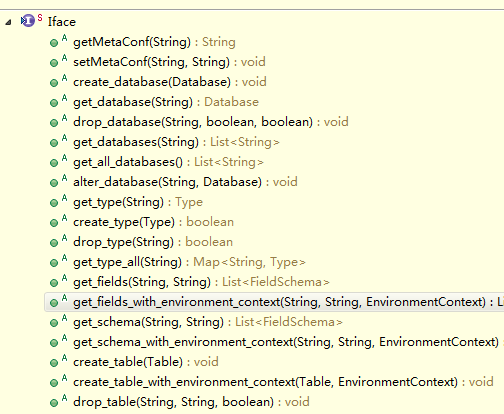 S Iface
A getMetaConf(String) : String
A setMetaConf(String, String) : void
A create_database(Database) : void
A get_database(String) : Database
A drop_database(String, boolean, boolean) : void
A get_databases(String) : List<String>
A get_all_databases() : List<String>
A alter_database(String, Database) : void
A get_type(String) : Type
A create_type(Type) : boolean
A drop_type(String) : boolean
A get_type_all(String) : Map<String, Type>
A get_fields(String, String) : List<FieldSchema>
A get_fields_with_environment_context(String, String, EnvironmentContext) : Li
A get_schema(String, String) : List<FieldSchema>
A get_schema_with_environment_context(String, String, EnvironmentContext) :
A create_table(Table) : void
A create_table_with_environment_context(Table, EnvironmentContext) : void
A drop_table(String, String, boolean) : void